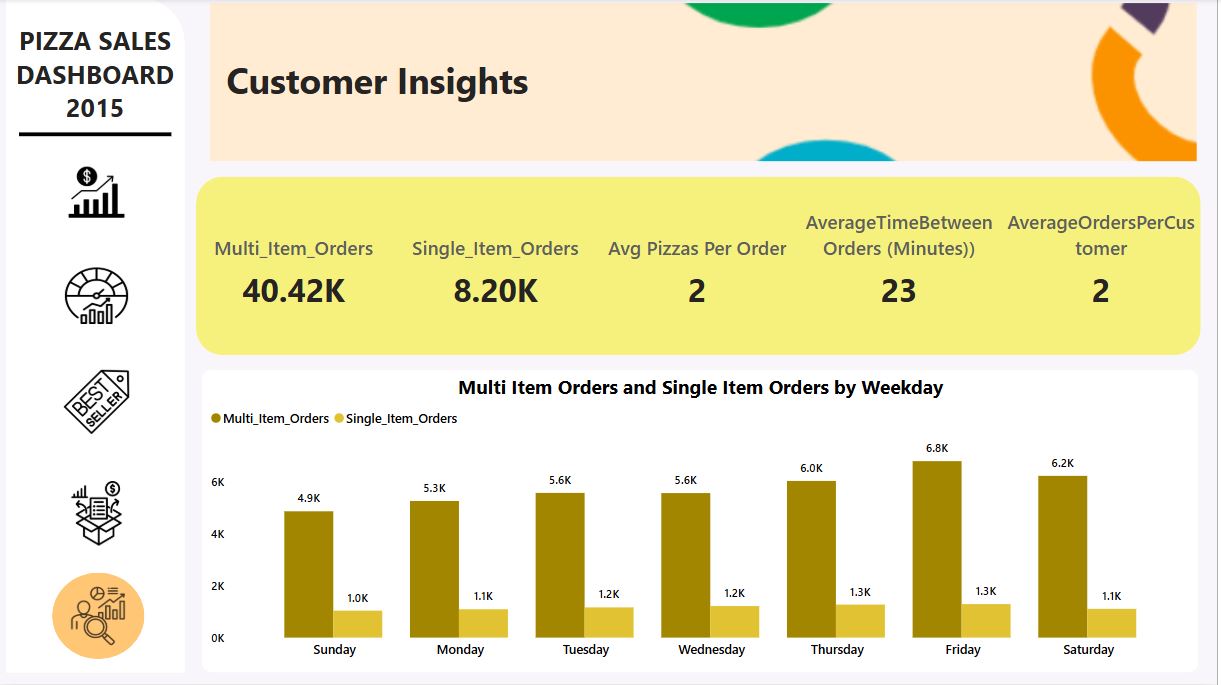 PIZZA SALES
DASHBOARD
2015
$
BEST
SELLER
$
Customer Insights
Multi_Item_Orders
40.42K
Single_Item_Orders
8.20K
Avg Pizzas Per Order
2
AverageTimeBetween
Orders (Minutes))
23
AverageOrdersPerCus
tomer
2
Multi Item Orders and Single Item Orders by Weekday
Multi_Item_Orders Single_Item_Orders
6K
4K
2K
0K
4.9K 1.0K
5.3K 1.1K
5.6K 1.2K
5.6K 1.2K
6.0K 1.3K
6.8K 1.3K
6.2K 1.1K
Sunday Monday Tuesday Wednesday Thursday Friday Saturday